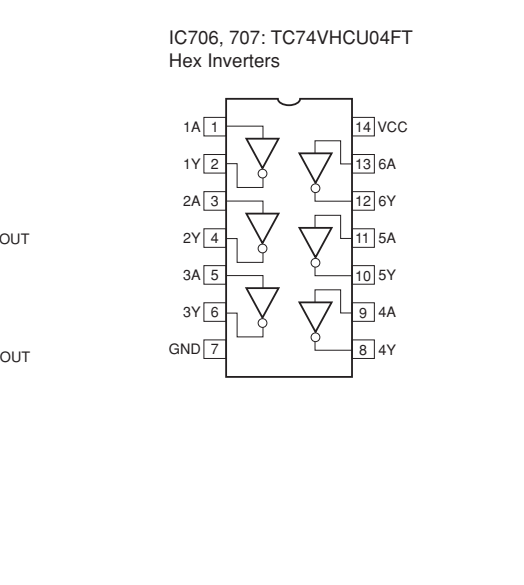 IC706, 707: TC74VHCU04FT
Hex Inverters
1A 1
14 VCC
1Y 2
13 6A
2A 3
12 6Y
OUT
2Y 4
11 5A
3A 5
10 5Y
3Y 6
9 4A
GND 7
8 4Y
OUT